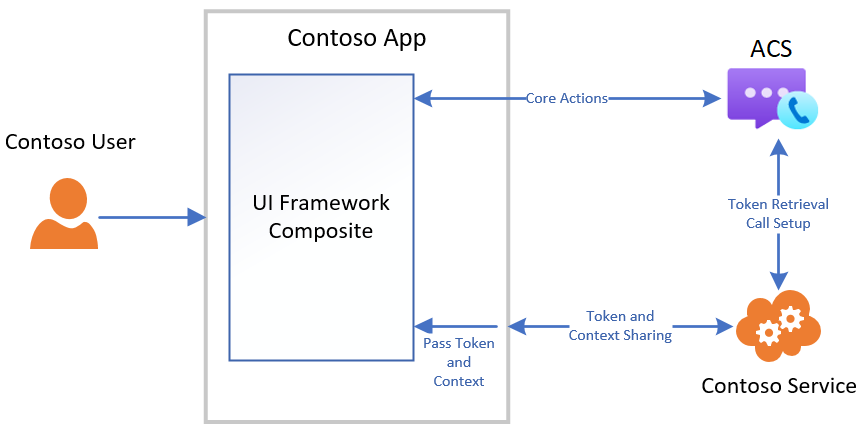 Contoso App
ACS
Core Actions
Contoso User
UI Framework
Composite
Token Retrieval
Call Setup
Pass Token
and
Context
Token and
Context Sharing
Contoso Service